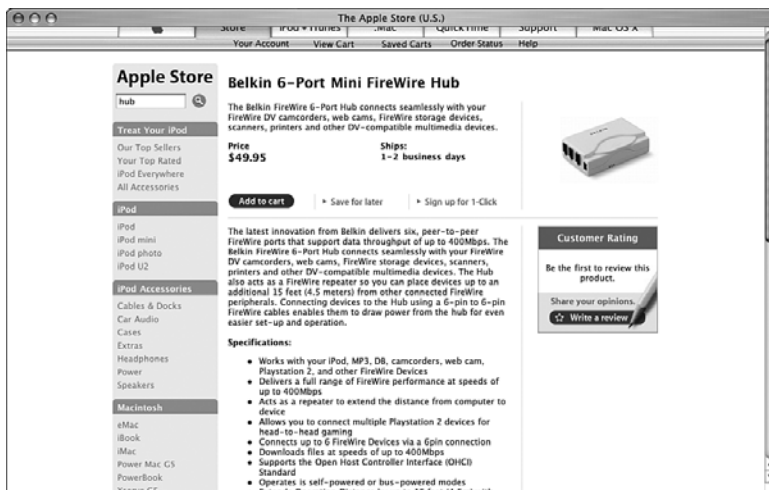 The Apple Store (U.S.)
Store iPod + iTunes .Mac QuickTime Support Mac OS X
Your Account View Cart Saved Carts Order Status Help
Apple Store
hub
Treat Your iPod
Our Top Sellers
Your Top Rated
iPod Everywhere
All Accessories
iPod
iPod
iPod mini
iPod photo
iPod U2
iPod Accessories
Cables & Docks
Car Audio
Cases
Extras
Headphones
Power
Speakers
Macintosh
eMac
iBook
iMac
Power Mac G5
PowerBook
Belkin 6-Port Mini FireWire Hub
The Belkin FireWire 6-Port Hub connects seamlessly with your
FireWire DV camcorders, web cams, FireWire storage devices,
scanners, printers and other DV-compatible multimedia devices.
Price Ships:
$49.95 1-2 business days
Add to cart Save for later Sign up for 1-Click
The latest innovation from Belkin delivers six, peer-to-peer
FireWire ports that support data throughput of up to 400Mbps. The
Belkin FireWire 6-Port Hub connects seamlessly with your FireWire
DV camcorders, web cams, FireWire storage devices, scanners,
printers and other DV-compatible multimedia devices. The Hub
also acts as a FireWire repeater so you can place devices up to an
additional 15 feet (4.5 meters) from other connected FireWire
peripherals. Connecting devices to the Hub using a 6-pin to 6-pin
FireWire cables enables them to draw power from the hub for even
easier set-up and operation.
Specifications:
Works with your iPod, MP3, DB, camcorders, web cam,
Playstation 2, and other FireWire Devices
Delivers a full range of FireWire performance at speeds of
up to 400Mbps
Acts as a repeater to extend the distance from computer to
device
Allows you to connect multiple Playstation 2 devices for
head-to-head gaming
Connects up to 6 FireWire Devices via a 6pin connection
Downloads files at speeds of up to 400Mbps
Supports the Open Host Controller Interface (OHCI)
Standard
Operates is self-powered or bus-powered modes
Customer Rating
Be the first to review this
product.
Share your opinions.
Write a review